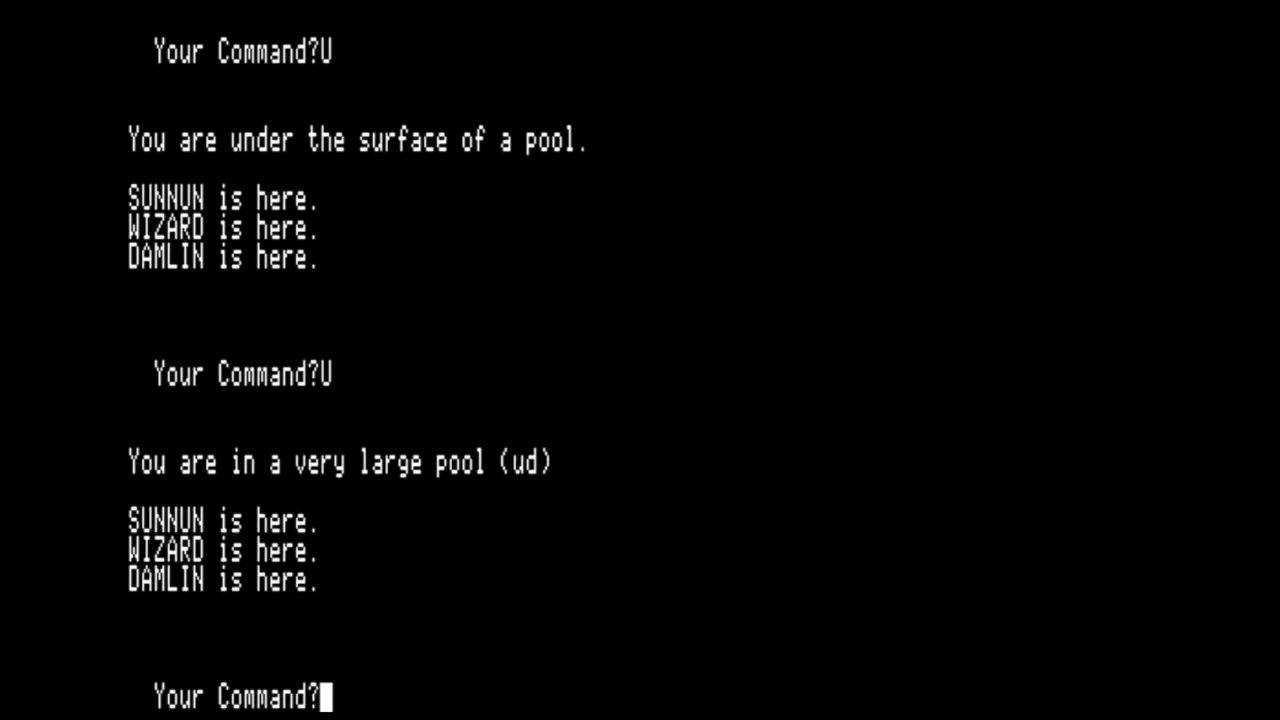 Your Command?U
You are under the surface of a pool.
SUNNUN is here.
WIZARD is here.
DAMLIN is here.
Your Command?U
You are in a very large pool (ud)
SUNNUN is here.
WIZARD is here.
DAMLIN is here.
Your Command?